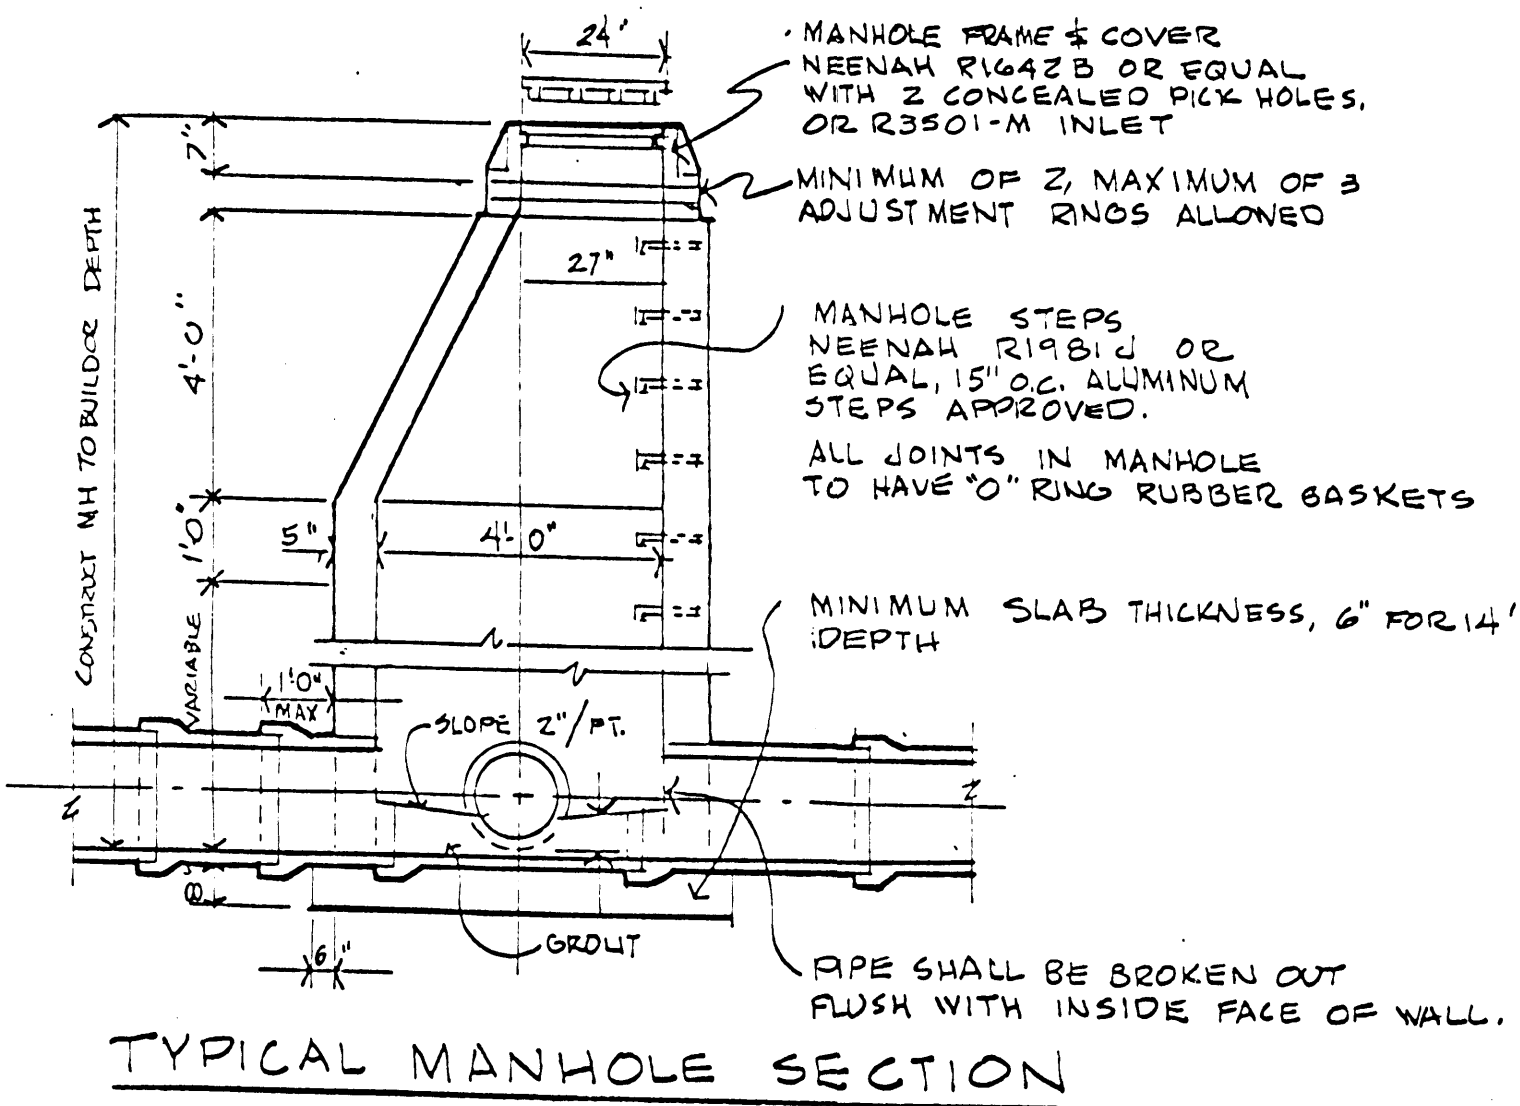 24"
· MANHOLE FRAME & COVER
NEENAH R1642B OR EQUAL
WITH 2 CONCEALED PICK HOLES,
OR R3501-M INLET
7"
MINIMUM OF 2, MAXIMUM OF 3
ADJUSTMENT RINGS ALLOWED
27"
CONSTRUCT MH TO BUILDOR DEPTH
4'-0"
MANHOLE STEPS
NEENAH R1981J OR
EQUAL, 15" O.C. ALUMINUM
STEPS APPROVED.
ALL JOINTS IN MANHOLE
TO HAVE "O" RING RUBBER GASKETS
1'0"
5"
4'-0"
MINIMUM SLAB THICKNESS, 6" FOR 14'
DEPTH
VARIABLE
1'0"
MAX
SLOPE 2"/FT.
8"
GROUT
6"
PIPE SHALL BE BROKEN OUT
FLUSH WITH INSIDE FACE OF WALL.
TYPICAL MANHOLE SECTION